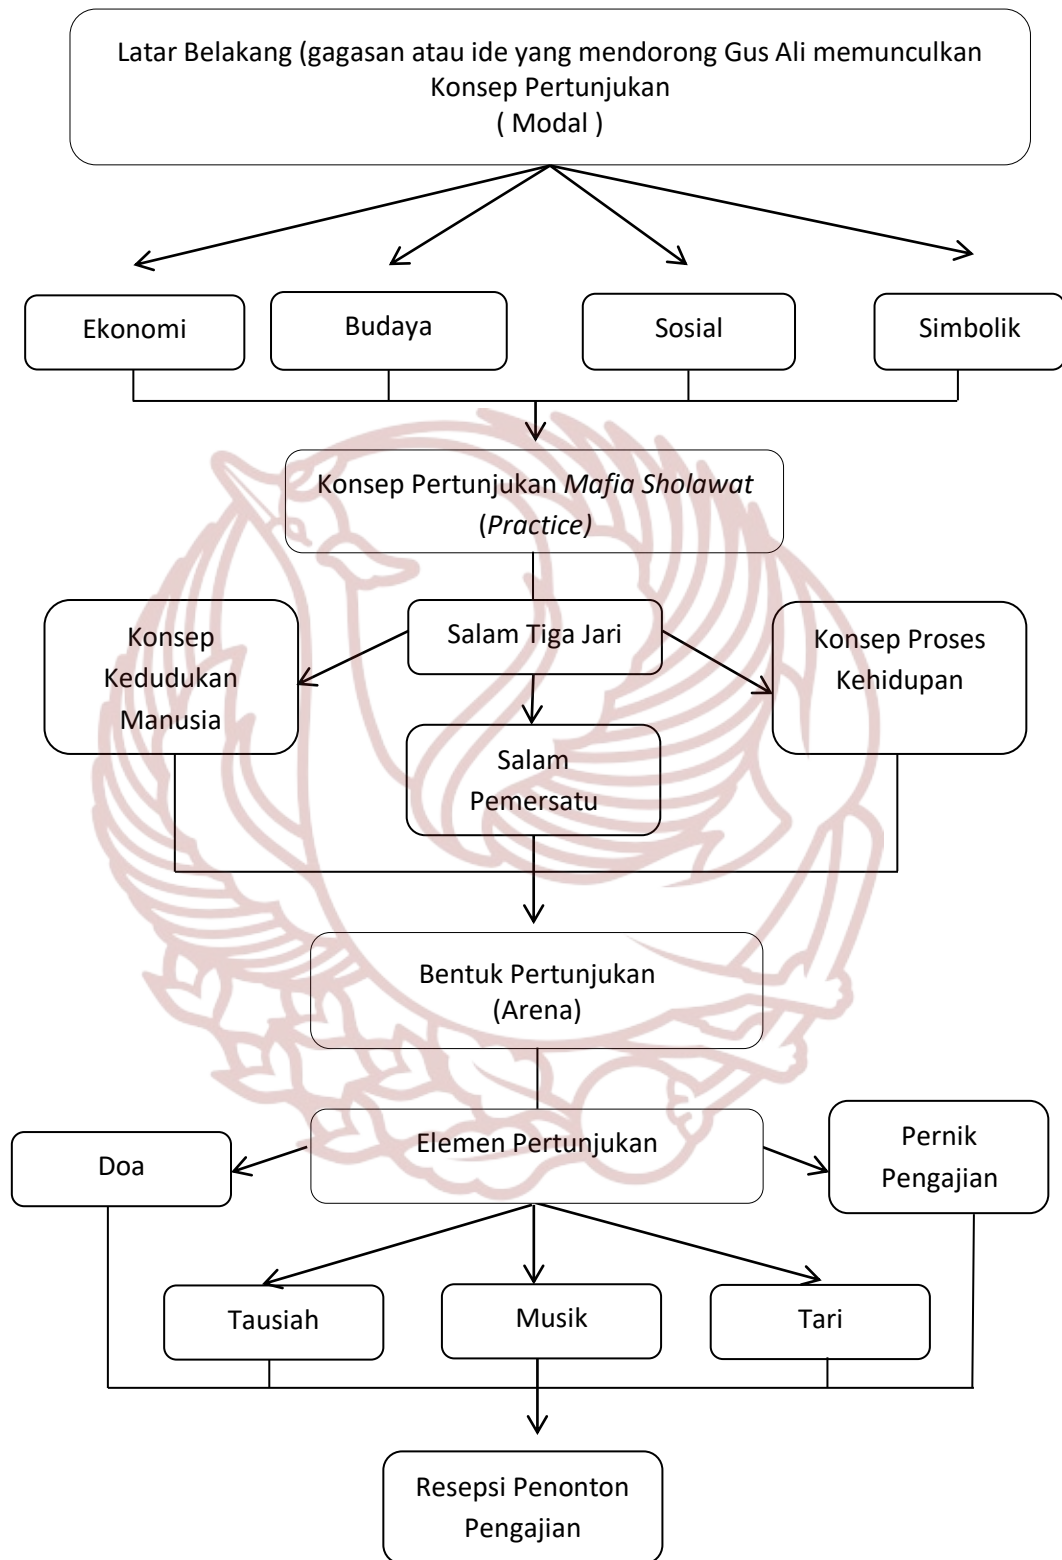 Latar Belakang (gagasan atau ide yang mendorong Gus Ali memunculkan
Konsep Pertunjukan
( Modal )
Ekonomi
Budaya
Sosial
Simbolik
Konsep Pertunjukan Mafia Sholawat
(Practice)
Konsep
Kedudukan
Manusia
Salam Tiga Jari
Konsep Proses
Kehidupan
Salam
Pemersatu
Bentuk Pertunjukan
(Arena)
Elemen Pertunjukan
Doa
Pernik
Pengajian
Tausiah
Musik
Tari
Resepsi Penonton
Pengajian